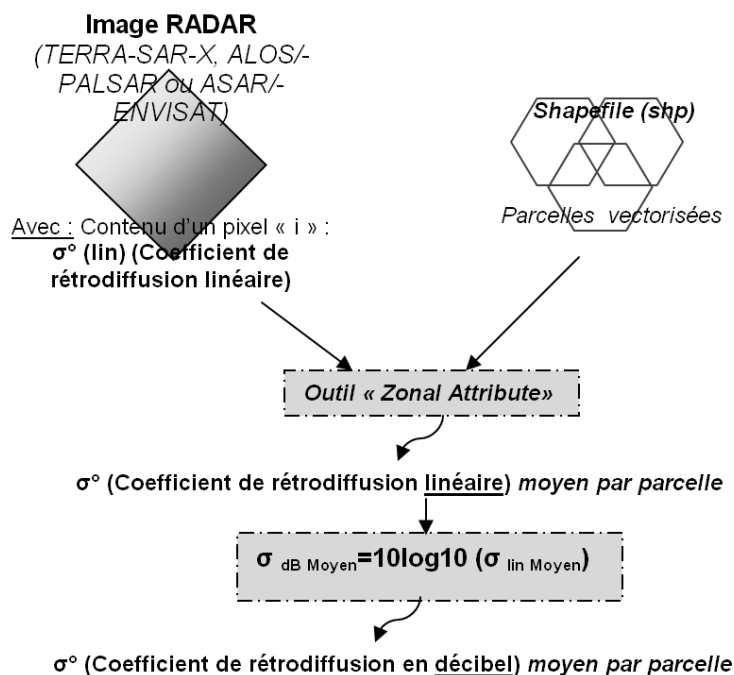 Image RADAR
(TERRA-SAR-X, ALOS/-
PALSAR ou ASAR/-
ENVISAT)
Avec : Contenu d'un pixel « i » :
σ° (lin) (Coefficient de
rétrodiffusion linéaire)
Shapefile (shp)
Parcelles vectorisées
Outil « Zonal Attribute»
σ° (Coefficient de rétrodiffusion linéaire) moyen par parcelle
σ dB Moyen=10log10 (σ lin Moyen)
σ° (Coefficient de rétrodiffusion en décibel) moyen par parcelle